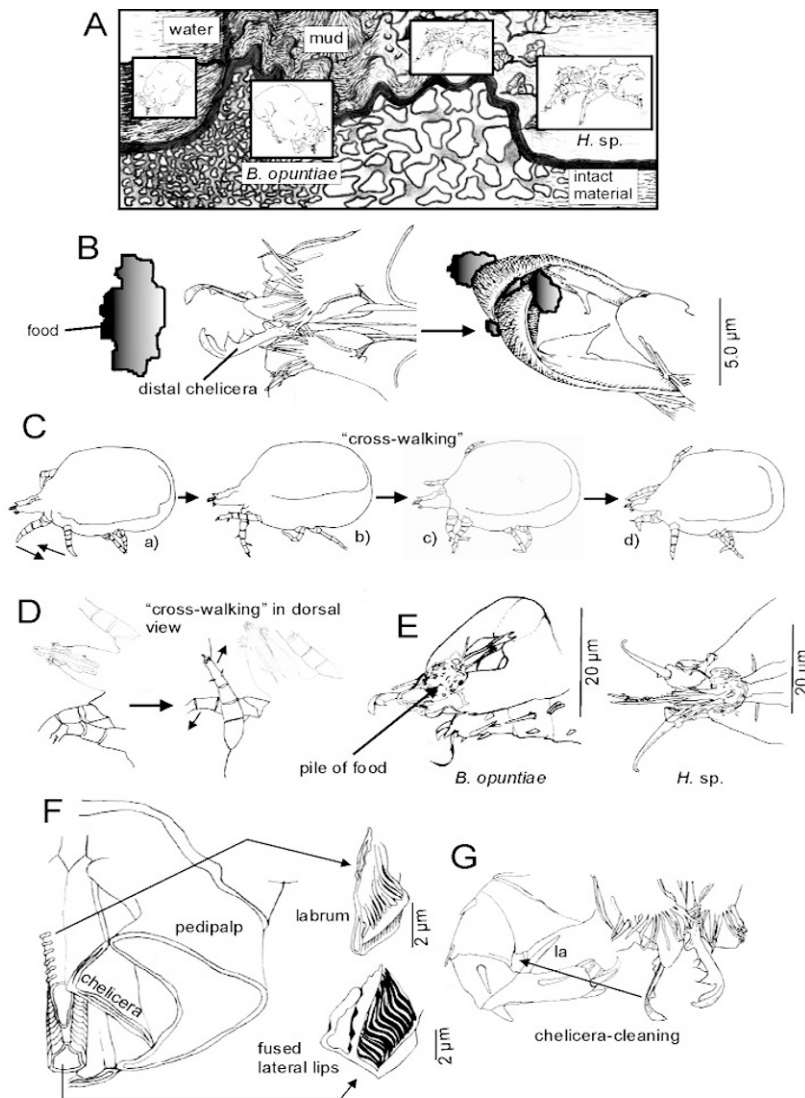 A
water
mud
H. sp.
B. opuntiae
intact
material
B
food
distal chelicera
5.0 µm
C
“cross-walking”
a)
b)
c)
d)
D
“cross-walking” in dorsal
view
E
20 µm
20 µm
pile of food
B. opuntiae
H. sp.
F
pedipalp
chelicera
labrum
2 µm
fused
lateral lips
2 µm
G
la
chelicera-cleaning